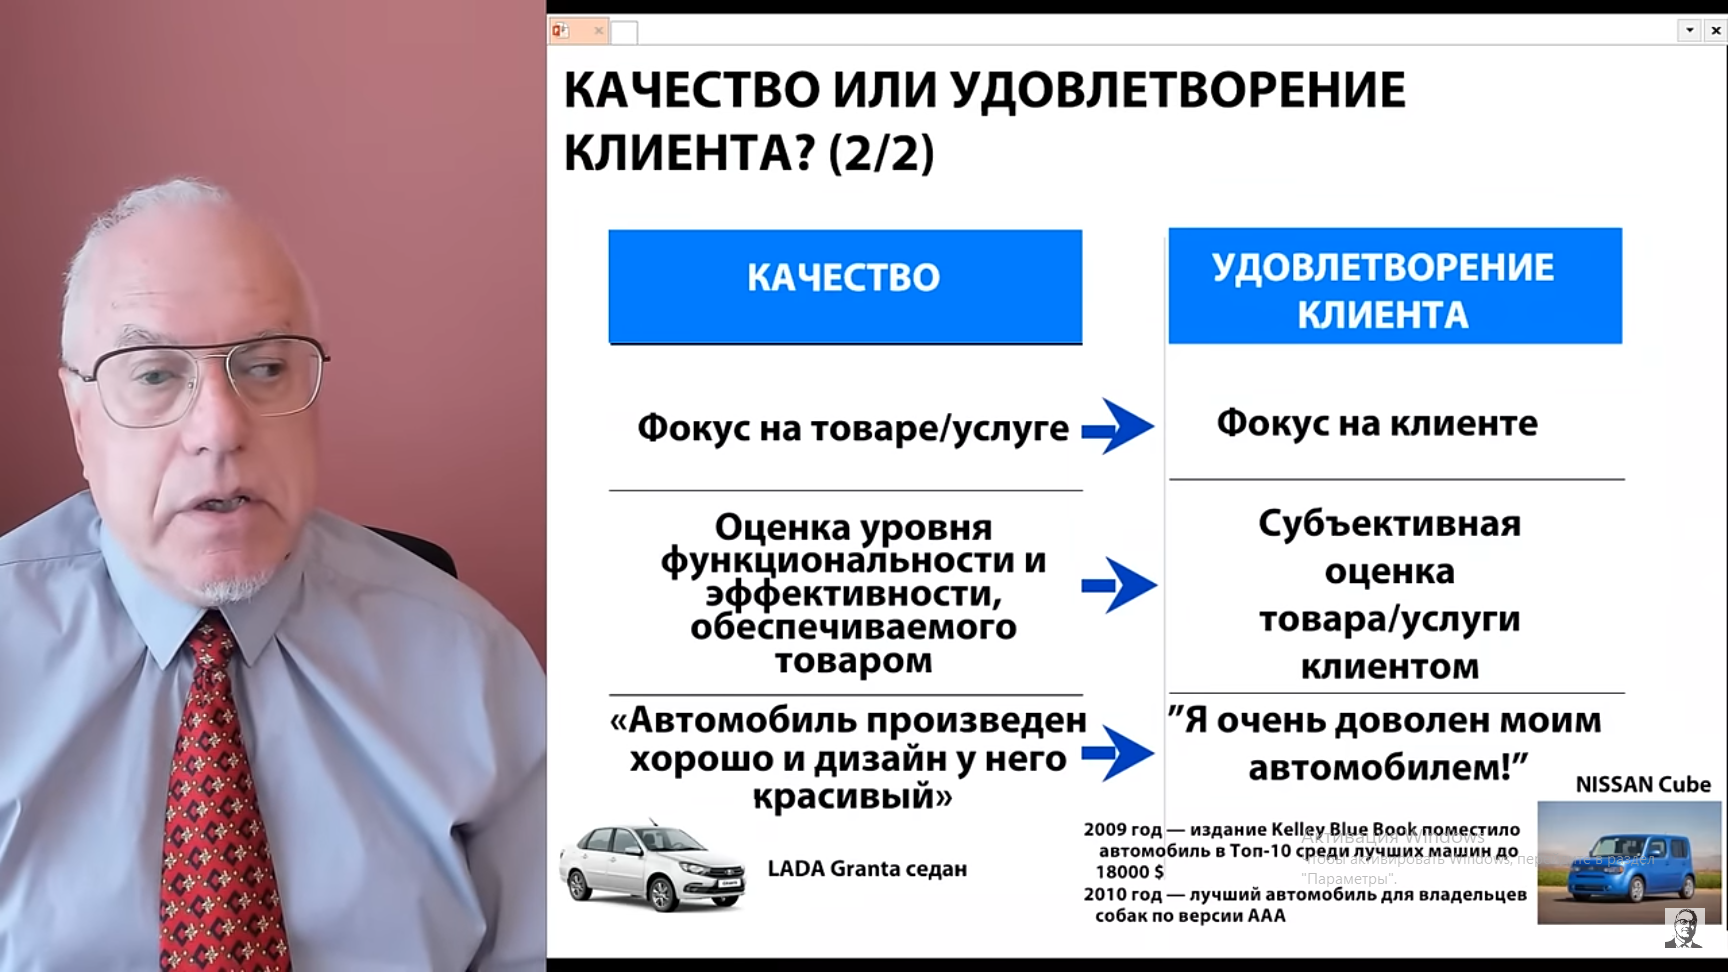 КАЧЕСТВО ИЛИ УДОВЛЕТВОРЕНИЕ
КЛИЕНТА? (2/2)
КАЧЕСТВО
УДОВЛЕТВОРЕНИЕ
КЛИЕНТА
Фокус на товаре/услуге
Фокус на клиенте
Оценка уровня
функциональности и
эффективности,
обеспечиваемого
товаром
Субъективная
оценка
товара/услуги
клиентом
«Автомобиль произведен
хорошо и дизайн у него
красивый»
”Я очень доволен моим
автомобилем!”
LADA Granta седан
NISSAN Cube
2009 год — издание Kelley Blue Book поместило
автомобиль в Топ-10 среди лучших машин до
18000 $
2010 год — лучший автомобиль для владельцев
собак по версии ААА
Активация Windows
Чтобы активировать Windows, перейдите в раздел
"Параметры".